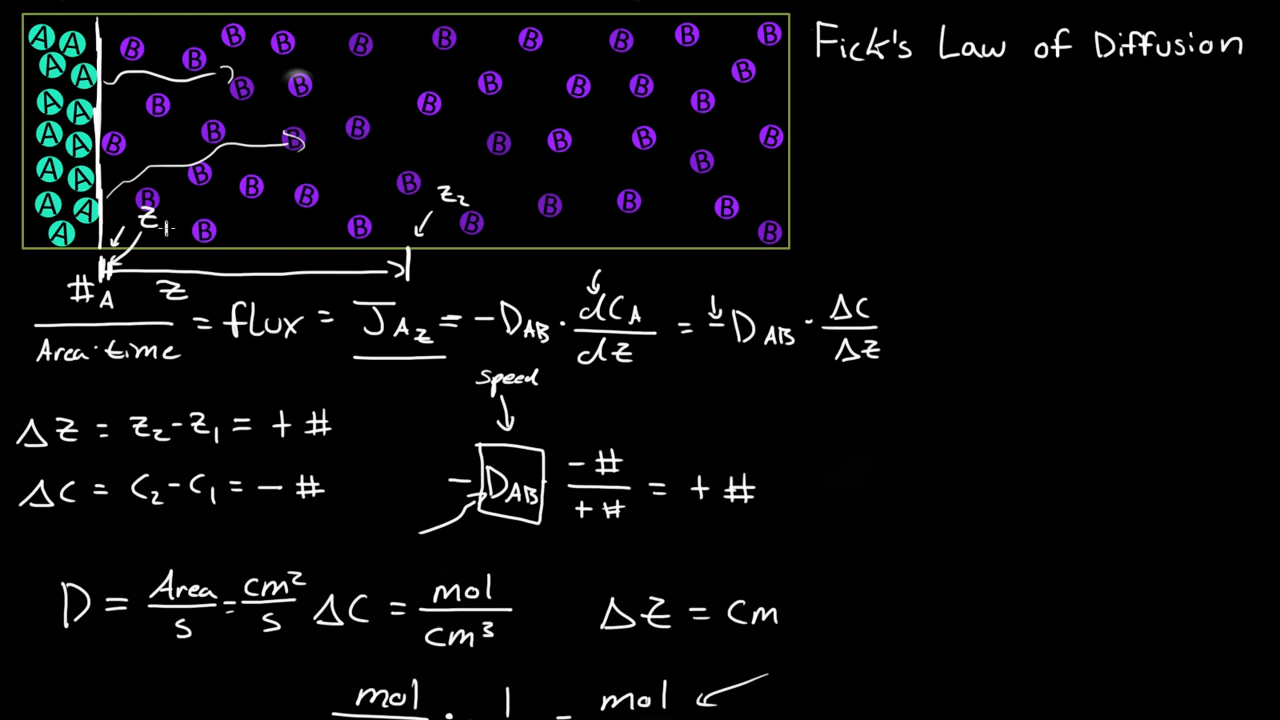 Fick's Law of Diffusion
A A A A A A A A A A A A A A
B B B B B B B B B B B B B B B B B B B B B B B B B B B B B B B B B B B B B B B B B
z₂
z
#A / Area·time = flux = J_Az = -D_AB · dC_A / dz = -D_AB · ΔC / Δz
z
speed
Δz = z₂-z₁ = + #
ΔC = C₂-C₁ = - #
-D_AB -# / +# = + #
D = Area / s = cm² / s ΔC = mol / cm³ Δz = cm
mol · 1 = mol